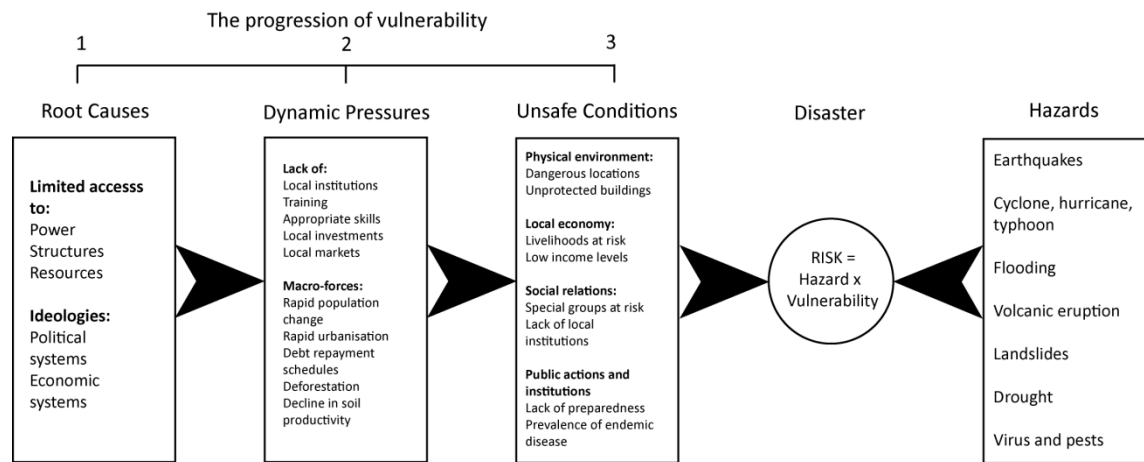 The progression of vulnerability
1
2
3
Root Causes
Limited accesss
to:
Power
Structures
Resources
Ideologies:
Political
systems
Economic
systems
Dynamic Pressures
Lack of:
Local institutions
Training
Appropriate skills
Local investments
Local markets
Macro-forces:
Rapid population
change
Rapid urbanisation
Debt repayment
schedules
Deforestation
Decline in soil
productivity
Unsafe Conditions
Physical environment:
Dangerous locations
Unprotected buildings
Local economy:
Livelihoods at risk
Low income levels
Social relations:
Special groups at risk
Lack of local
institutions
Public actions and
institutions
Lack of preparedness
Prevalence of endemic
disease
Disaster
RISK =
Hazard x
Vulnerability
Hazards
Earthquakes
Cyclone, hurricane,
typhoon
Flooding
Volcanic eruption
Landslides
Drought
Virus and pests